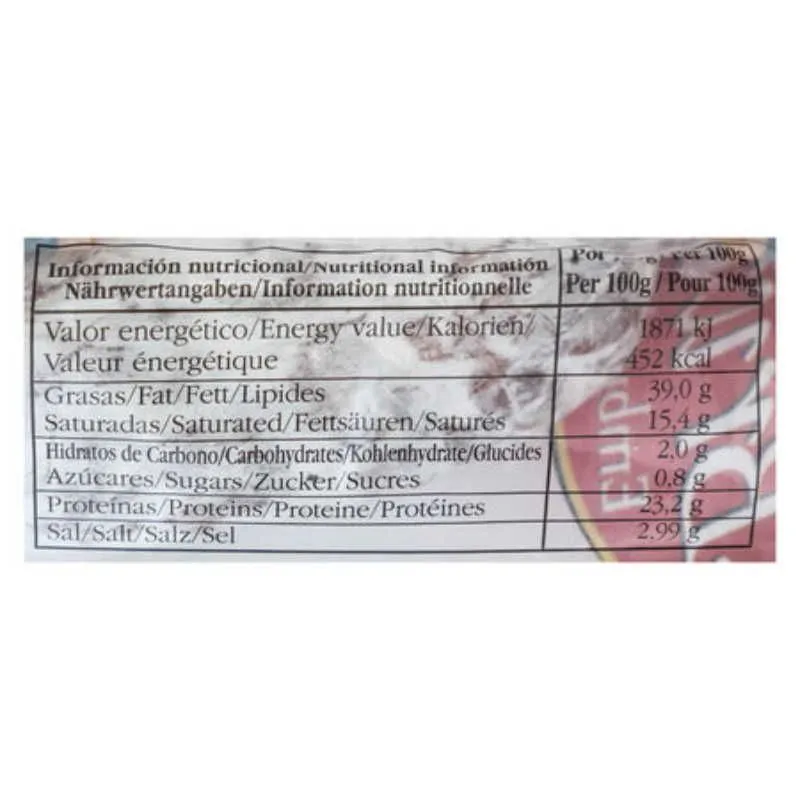 Información nutricional/Nutritional information
Nährwertangaben/Information nutritionnelle
Per 100g
Per 100g / Pour 100g
Valor energético/Energy value/Kalorien/
Valeur énergétique
1871 kJ
452 kcal
Grasas/Fat/Fett/Lipides
39,0 g
Saturadas/Saturated/Fettsäuren/Saturés
15,4 g
Hidratos de Carbono/Carbohydrates/Kohlenhydrate/Glucides
2,0 g
Azúcares/Sugars/Zucker/Sucres
0,8 g
Proteínas/Proteins/Proteine/Protéines
23,2 g
Sal/Salt/Salz/Sel
2.99 g